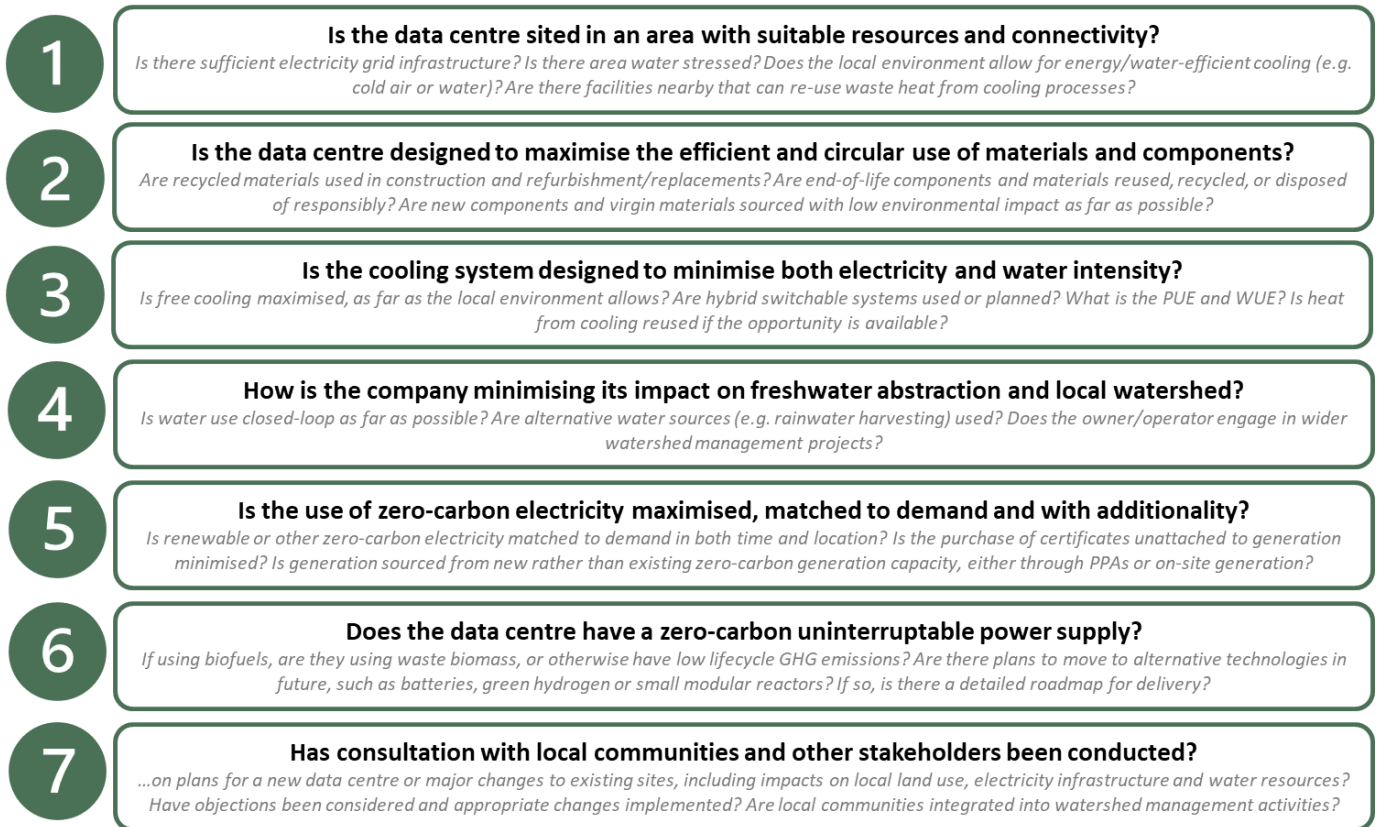 1
Is the data centre sited in an area with suitable resources and connectivity?
Is there sufficient electricity grid infrastructure? Is there area water stressed? Does the local environment allow for energy/water-efficient cooling (e.g.
cold air or water)? Are there facilities nearby that can re-use waste heat from cooling processes?
2
Is the data centre designed to maximise the efficient and circular use of materials and components?
Are recycled materials used in construction and refurbishment/replacements? Are end-of-life components and materials reused, recycled, or disposed
of responsibly? Are new components and virgin materials sourced with low environmental impact as far as possible?
3
Is the cooling system designed to minimise both electricity and water intensity?
Is free cooling maximised, as far as the local environment allows? Are hybrid switchable systems used or planned? What is the PUE and WUE? Is heat
from cooling reused if the opportunity is available?
4
How is the company minimising its impact on freshwater abstraction and local watershed?
Is water use closed-loop as far as possible? Are alternative water sources (e.g. rainwater harvesting) used? Does the owner/operator engage in wider
watershed management projects?
5
Is the use of zero-carbon electricity maximised, matched to demand and with additionality?
Is renewable or other zero-carbon electricity matched to demand in both time and location? Is the purchase of certificates unattached to generation
minimised? Is generation sourced from new rather than existing zero-carbon generation capacity, either through PPAs or on-site generation?
6
Does the data centre have a zero-carbon uninterruptable power supply?
If using biofuels, are they using waste biomass, or otherwise have low lifecycle GHG emissions? Are there plans to move to alternative technologies in
future, such as batteries, green hydrogen or small modular reactors? If so, is there a detailed roadmap for delivery?
7
Has consultation with local communities and other stakeholders been conducted?
...on plans for a new data centre or major changes to existing sites, including impacts on local land use, electricity infrastructure and water resources?
Have objections been considered and appropriate changes implemented? Are local communities integrated into watershed management activities?